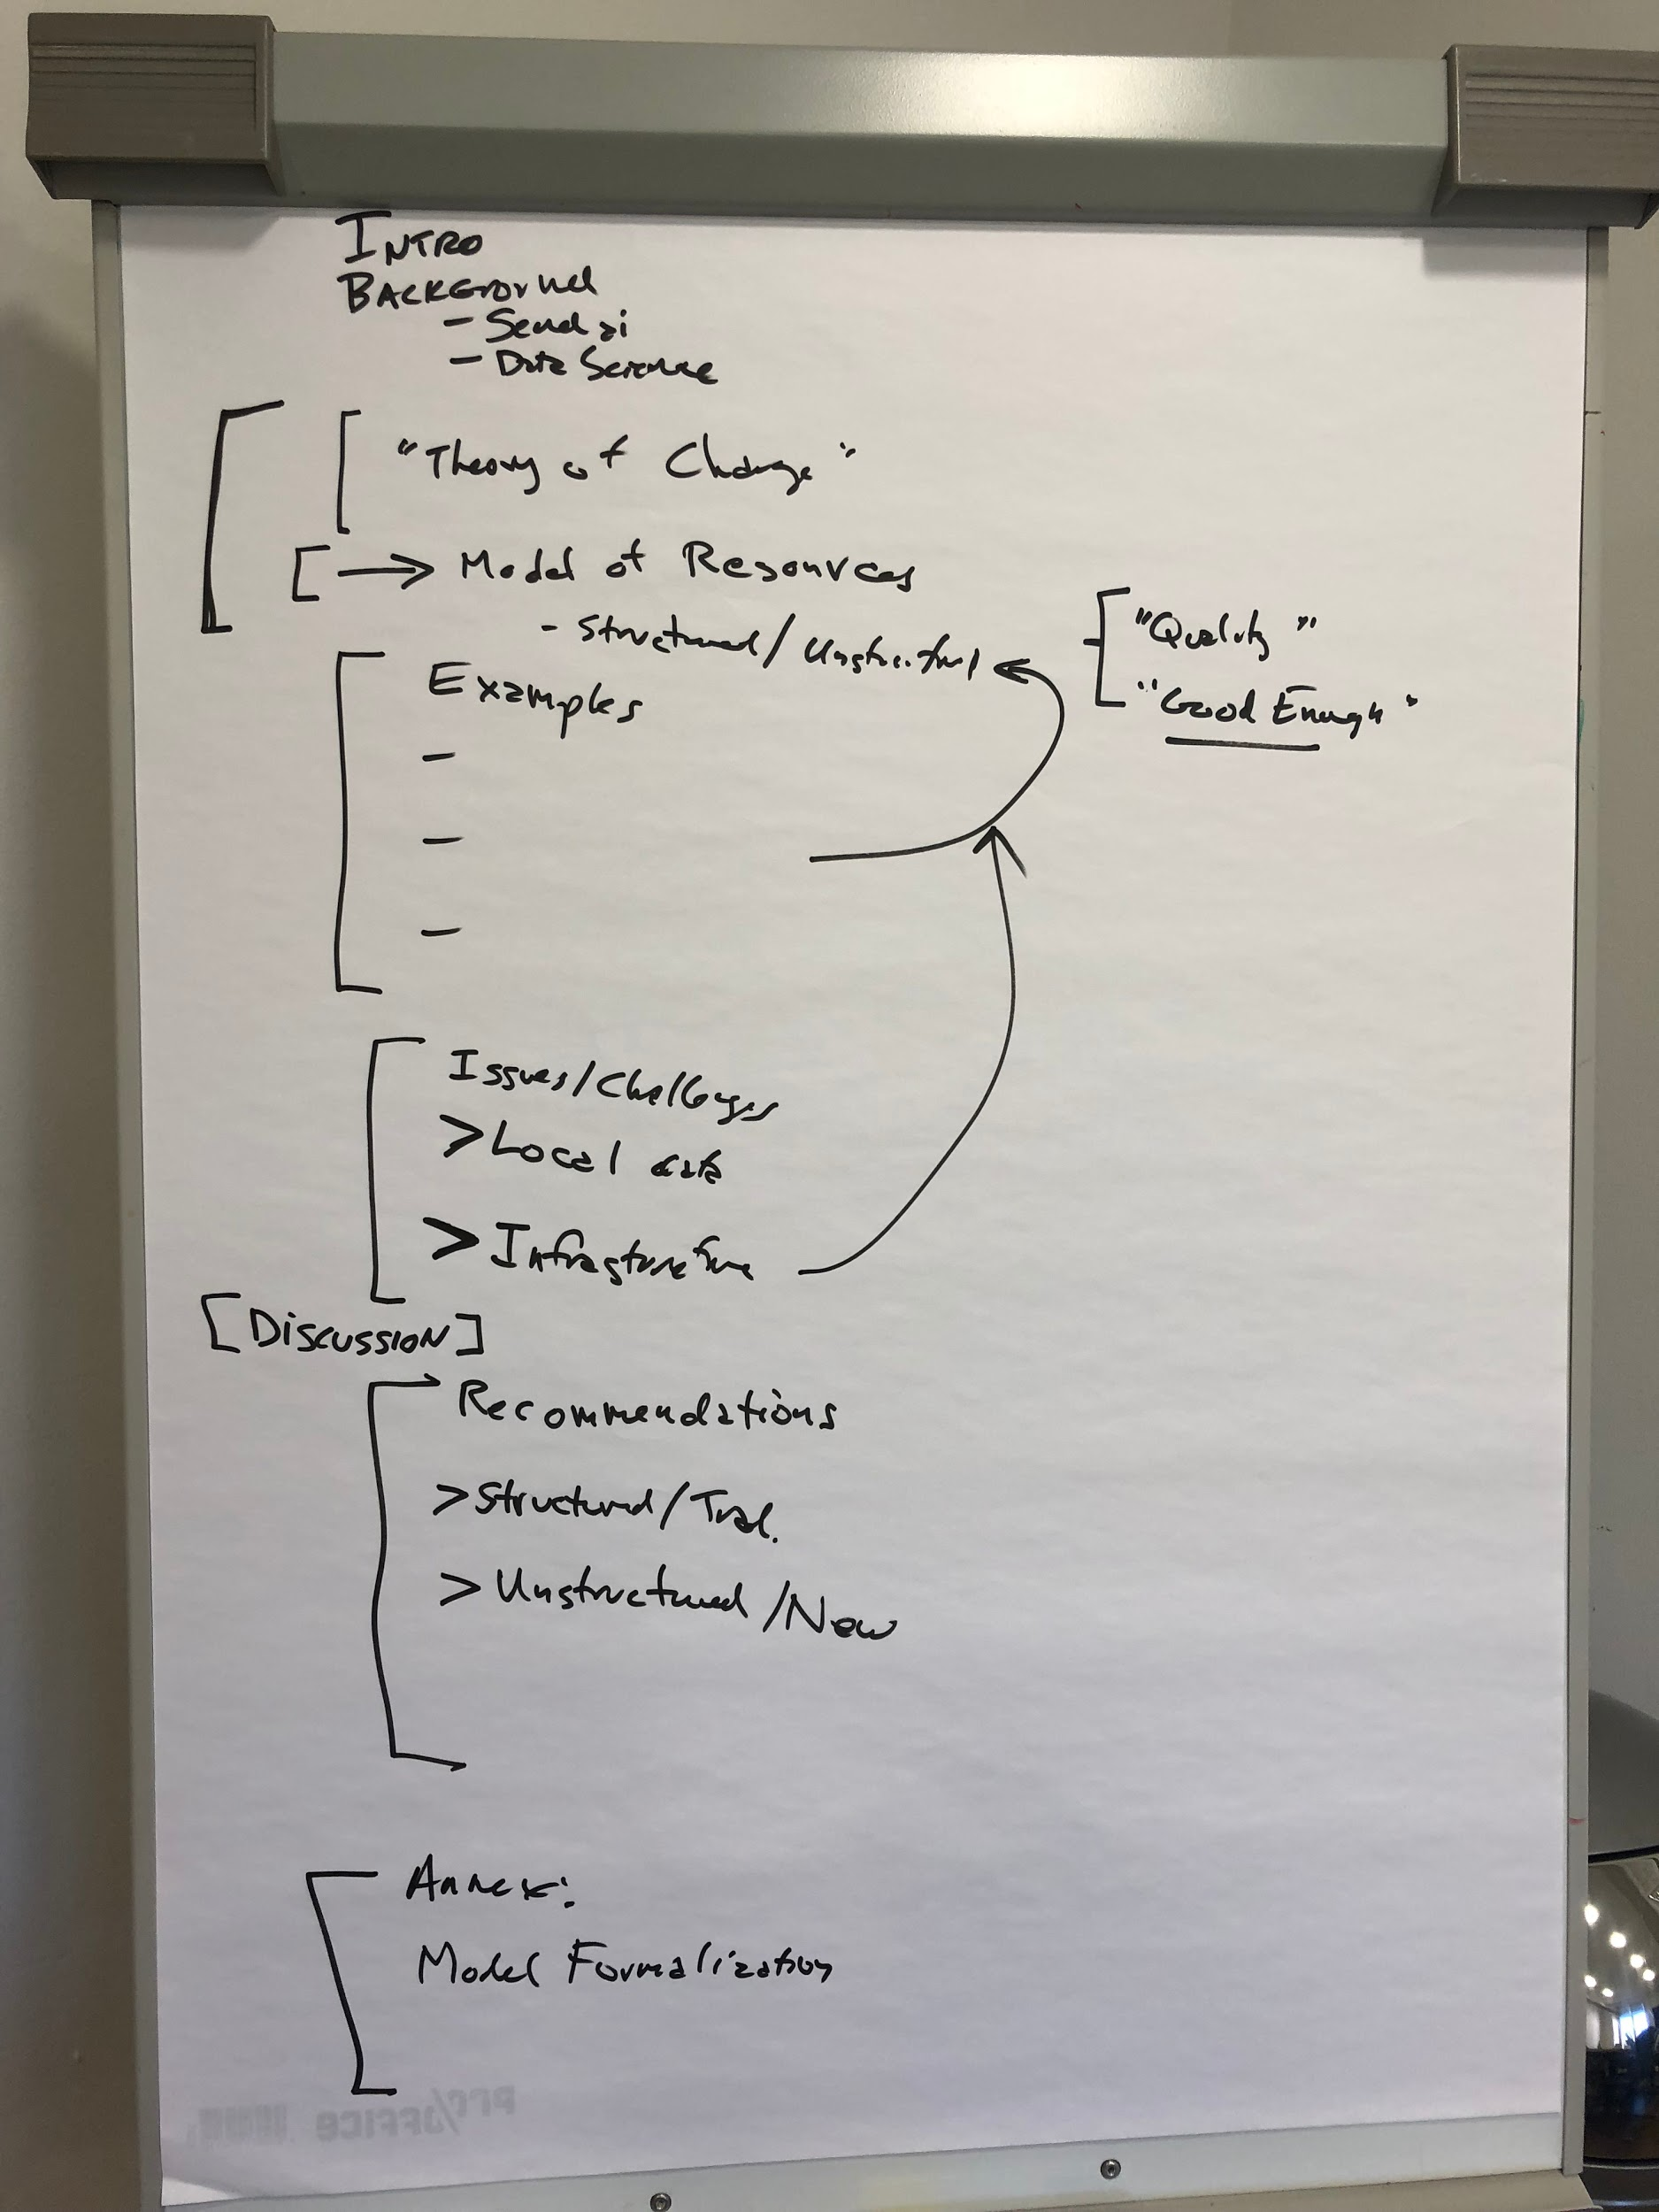 INTRO
BACKGROUND
- Sendai
- Data Science
"Theory of Change"
→ Model of Resources
- Structured / Unstructured
"Quality"
"Good Enough"
Examples
-
-
-
Issues/Challenges
> Local data
> Infrastructure
[DISCUSSION]
Recommendations
> Structured / Trad.
> Unstructured / New
Annex:
Model Formalization